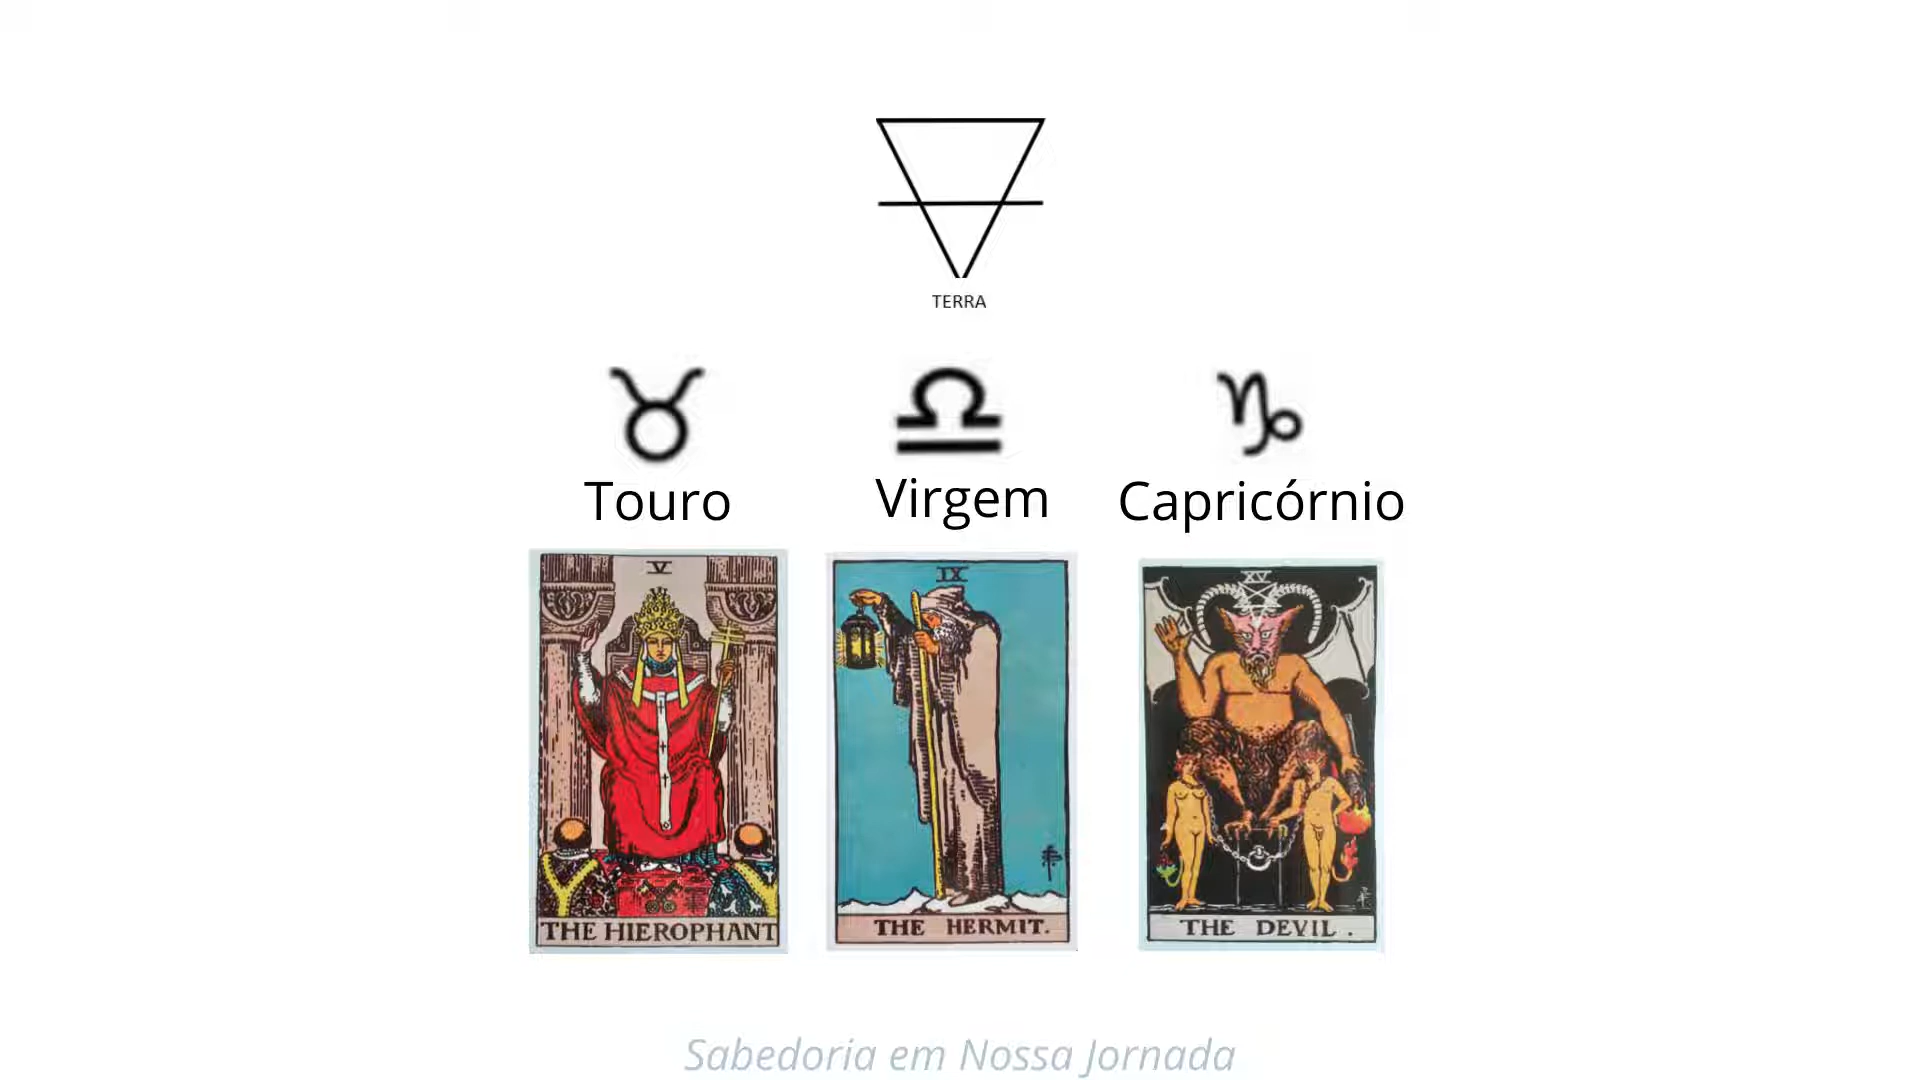 TERRA
Touro
Virgem
Capricórnio
V
IX
XV
THE HIEROPHANT
THE HERMIT.
THE DEVIL.
Sabedoria em Nossa Jornada